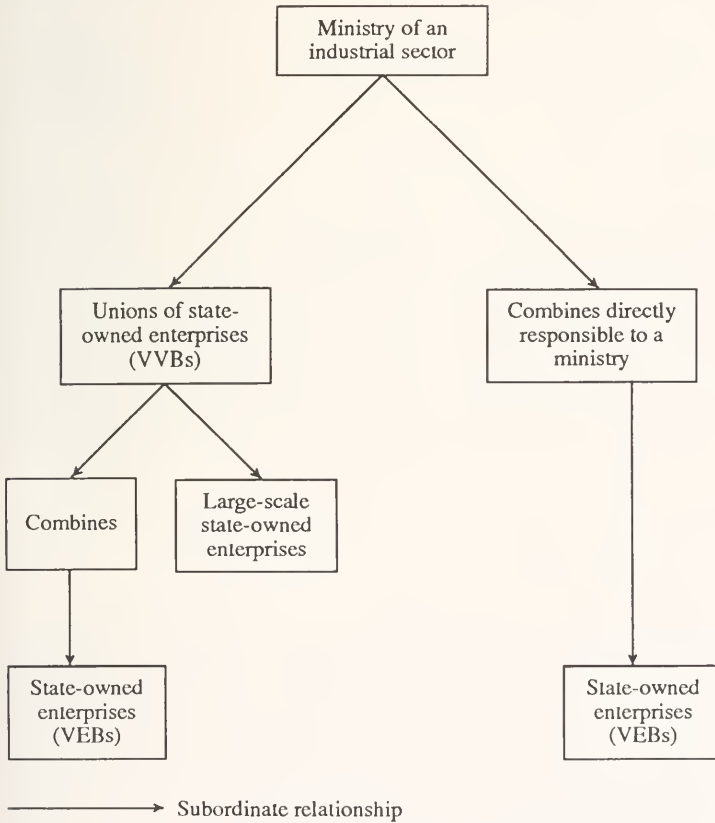 Ministry of an
industrial sector
Unions of state-
owned enterprises
(VVBs)
Combines directly
responsible to a
ministry
Combines
Large-scale
state-owned
enterprises
State-owned
enterprises
(VEBs)
State-owned
enterprises
(VEBs)
Subordinate relationship